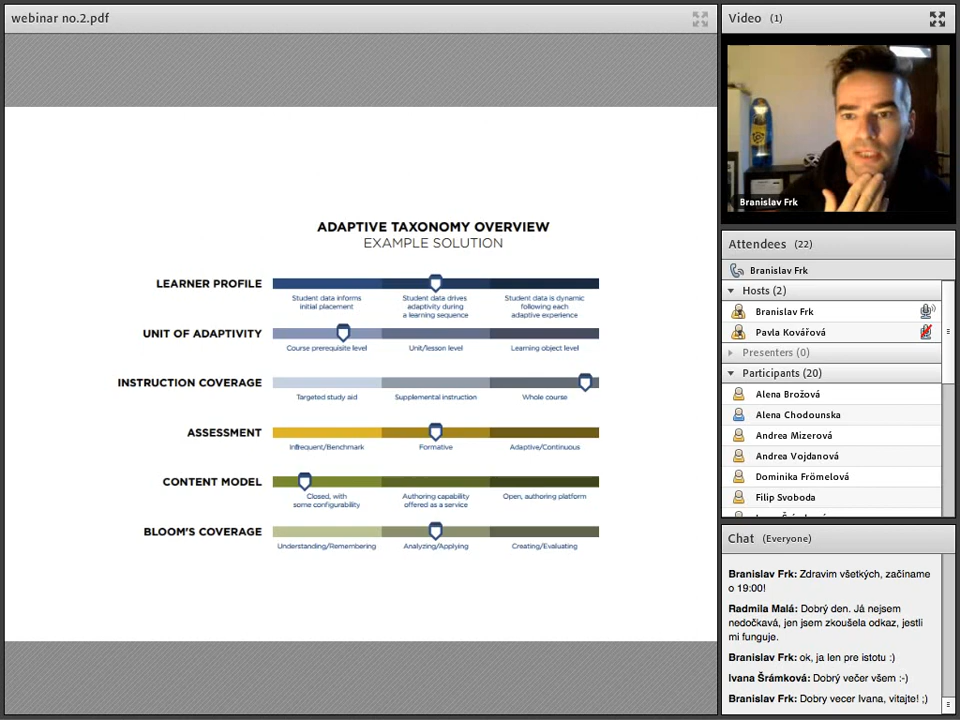 webinar no.2.pdf
ADAPTIVE TAXONOMY OVERVIEW
EXAMPLE SOLUTION
LEARNER PROFILE
Student data informs
initial placement
Student data drives
adaptivity during
a learning sequence
Student data is dynamic
following each
adaptive experience
UNIT OF ADAPTIVITY
Course prerequisite level
Unit/lesson level
Learning object level
INSTRUCTION COVERAGE
Targeted study aid
Supplemental instruction
Whole course
ASSESSMENT
Infrequent/Benchmark
Formative
Adaptive/Continuous
CONTENT MODEL
Closed, with
some configurability
Authoring capability
offered as a service
Open, authoring platform
BLOOM'S COVERAGE
Understanding/Remembering
Analyzing/Applying
Creating/Evaluating
Video (1)
Branislav Frk
Attendees (22)
Branislav Frk
Hosts (2)
Branislav Frk
Pavla Kovářová
Presenters (0)
Participants (20)
Alena Brožová
Alena Chodounska
Andrea Mizerová
Andrea Vojdanová
Dominika Frömelová
Filip Svoboda
Chat (Everyone)
Branislav Frk: Zdravim všetkých, začíname
o 19:00!
Radmila Malá: Dobrý den. Já nejsem
nedočkavá, jen jsem zkoušela odkaz, jestli
mi funguje.
Branislav Frk: ok, ja len pre istotu :)
Ivana Šrámková: Dobrý večer všem :-)
Branislav Frk: Dobry vecer Ivana, vitajte! ;)